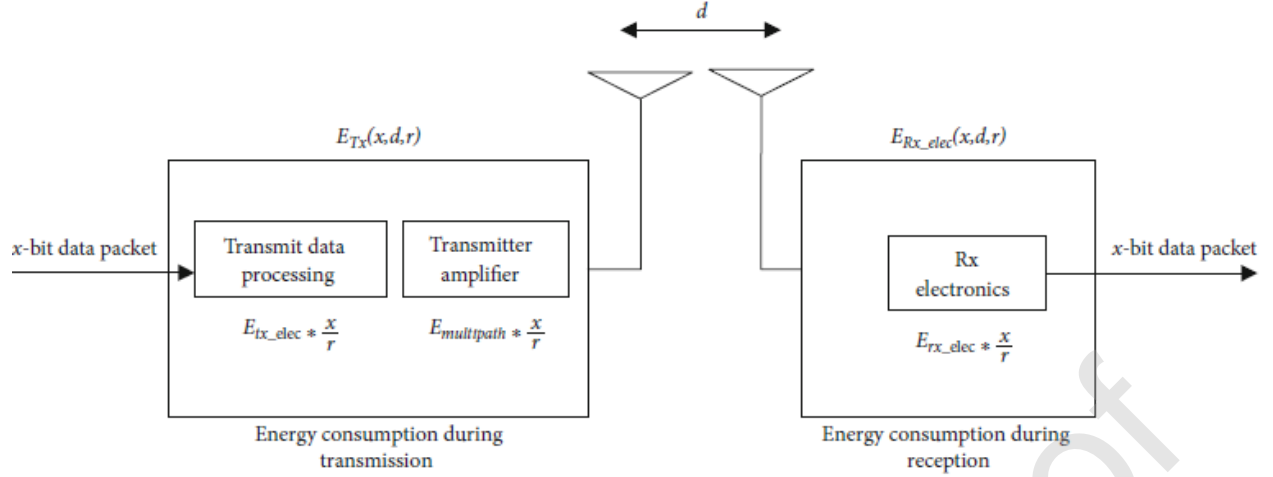 d
E_Tx(x,d,r)
E_Rx_elec(x,d,r)
x-bit data packet
Transmit data
processing
Transmitter
amplifier
Rx
electronics
x-bit data packet
E_tx_elec * x/r
E_multipath * x/r
E_rx_elec * x/r
Energy consumption during
transmission
Energy consumption during
reception
of